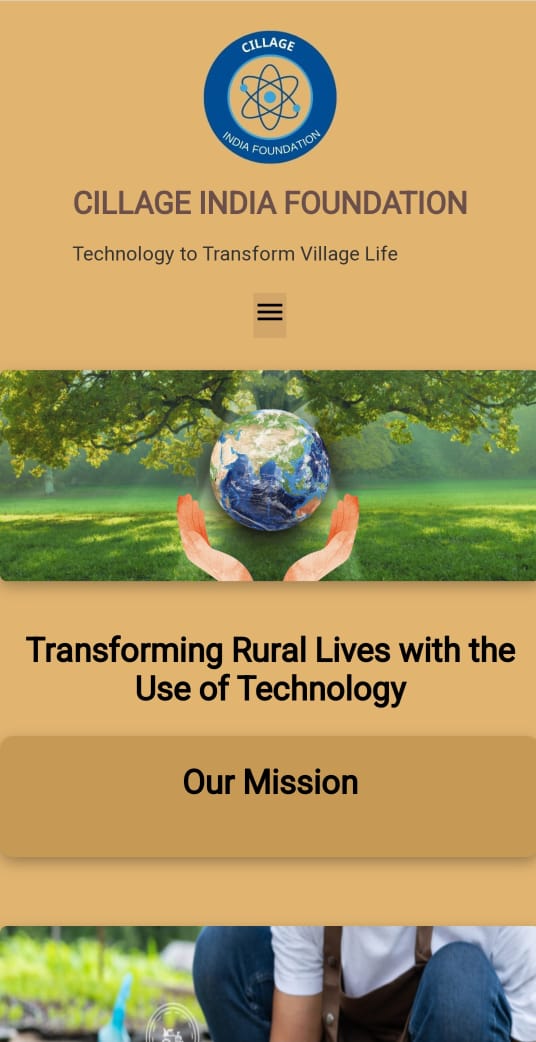 CILLAGE
INDIA FOUNDATION
CILLAGE INDIA FOUNDATION
Technology to Transform Village Life
Transforming Rural Lives with the
Use of Technology
Our Mission